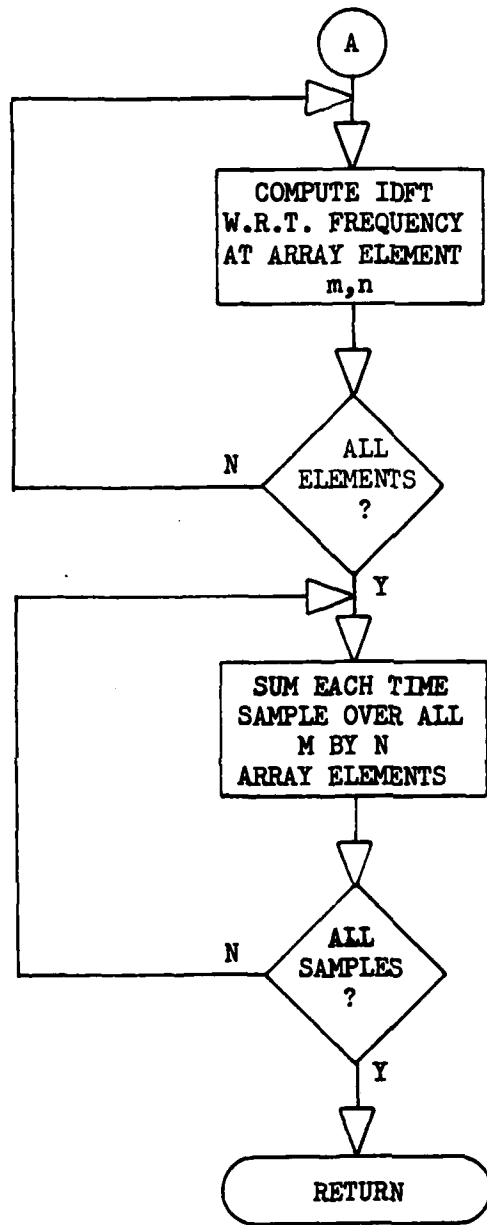 A
COMPUTE IDFT
W.R.T. FREQUENCY
AT ARRAY ELEMENT
m,n
ALL
ELEMENTS
?
N
Y
SUM EACH TIME
SAMPLE OVER ALL
M BY N
ARRAY ELEMENTS
ALL
SAMPLES
?
N
Y
RETURN